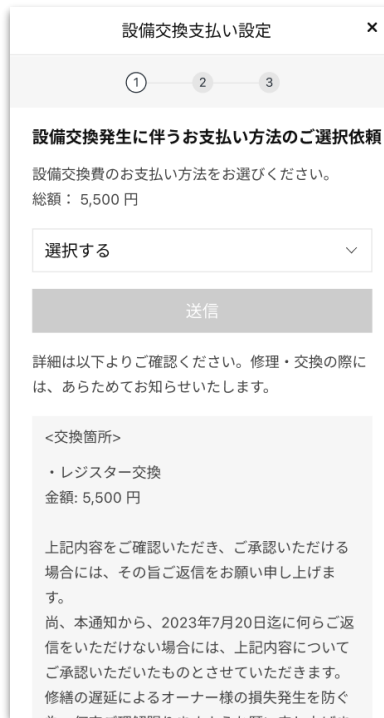 設備交換支払い設定
×
1
2
3
設備交換発生に伴うお支払い方法のご選択依頼
設備交換費のお支払い方法をお選びください。
総額： 5,500 円
選択する
送信
詳細は以下よりご確認ください。修理・交換の際に
は、あらためてお知らせいたします。
<交換箇所>
・レジスター交換
金額: 5,500 円
上記内容をご確認いただき、ご承認いただける
場合には、その旨ご返信をお願い申し上げま
す。
尚、本通知から、2023年7月20日迄に何らご返
信をいただけない場合には、上記内容について
ご承認いただいたものとさせていただきます。
修繕の遅延によるオーナー様の損失発生を防ぐ